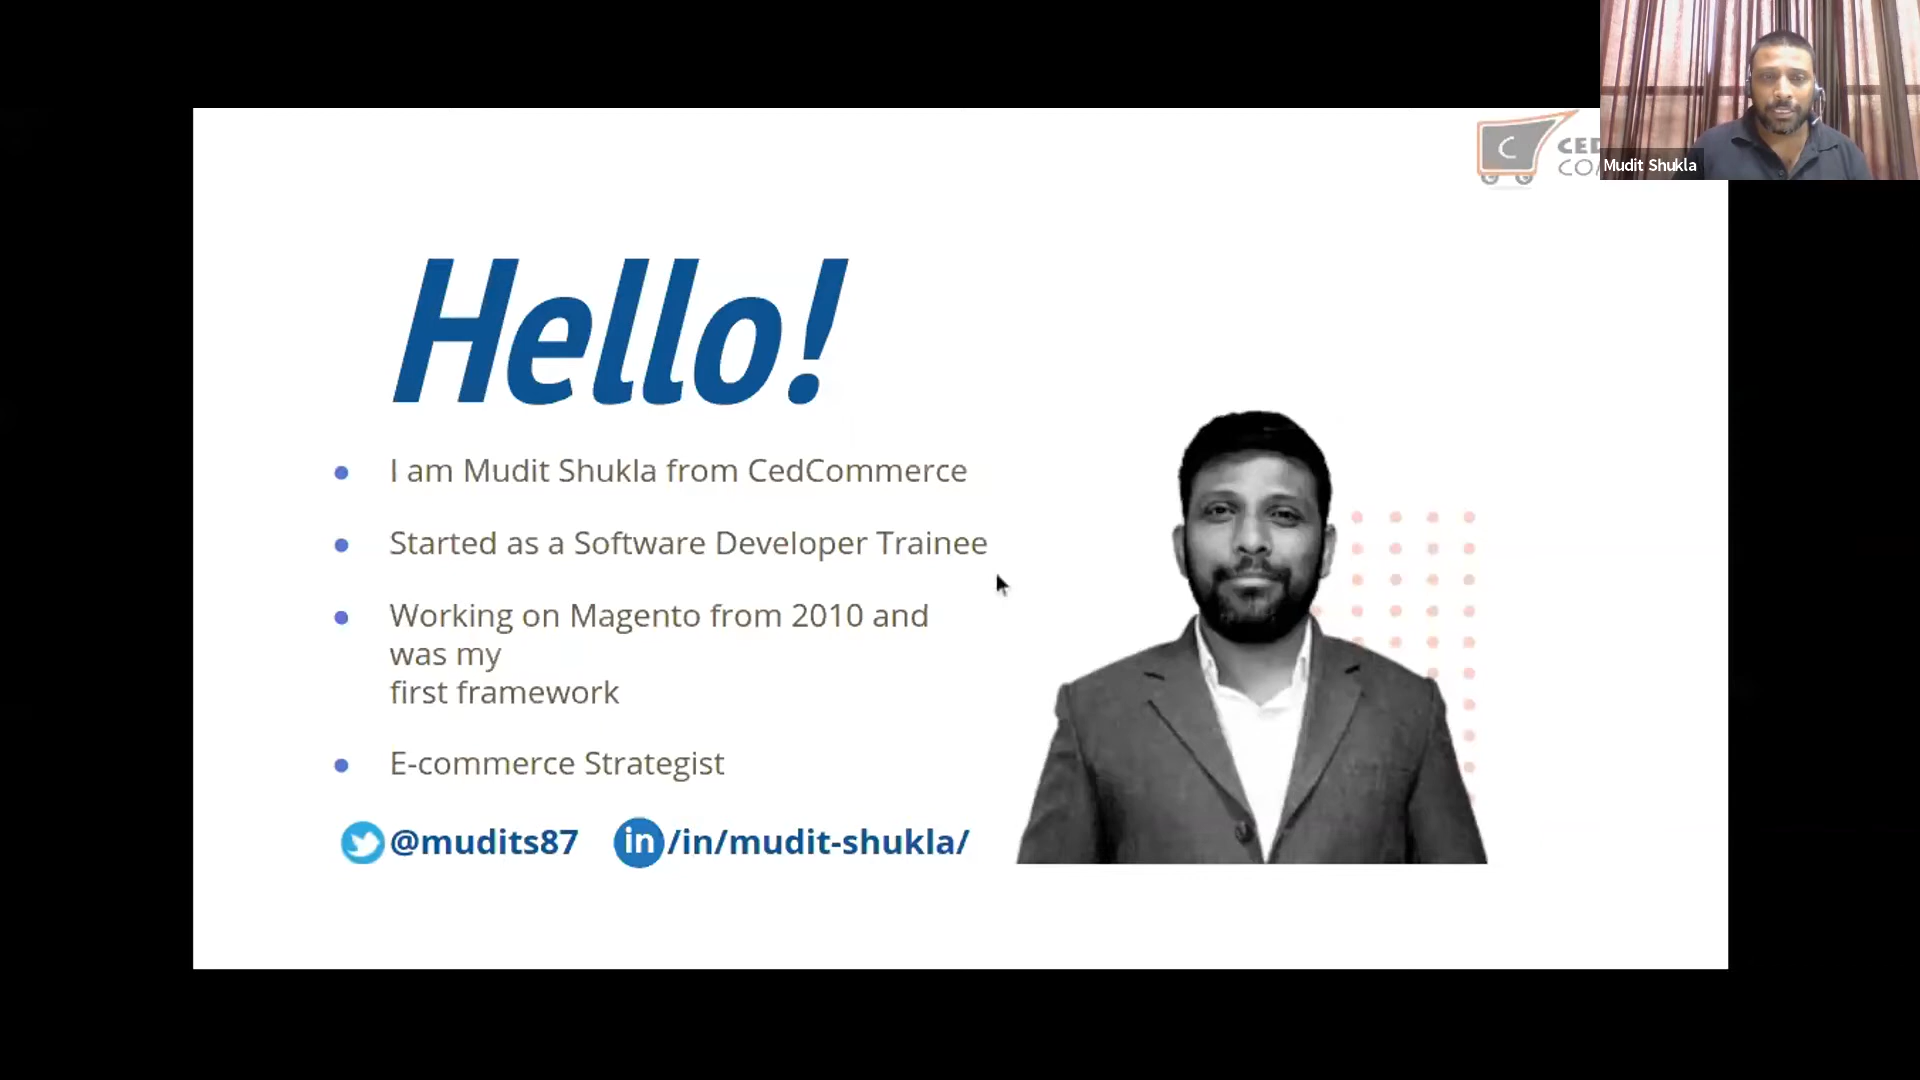 C
Mudit Shukla
Hello!
I am Mudit Shukla from CedCommerce
Started as a Software Developer Trainee
Working on Magento from 2010 and
was my
first framework
E-commerce Strategist
@mudits87 in /in/mudit-shukla/